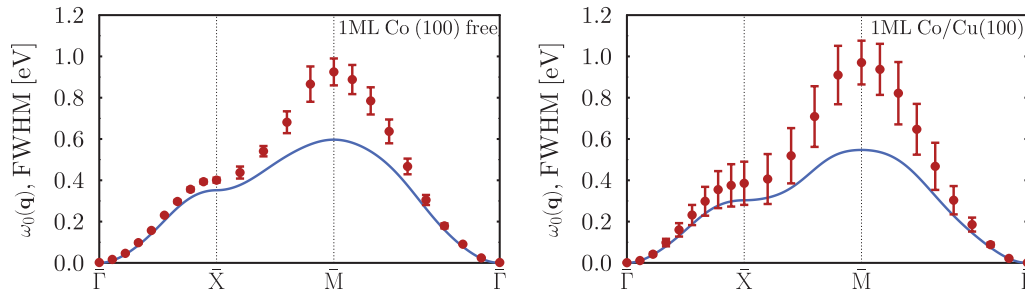 1ML Co (100) free
ω₀(q), FWHM [eV]
1.2
1.0
0.8
0.6
0.4
0.2
0.0
Γ̄ X̄ M̄ Γ̄
1ML Co/Cu(100)
ω₀(q), FWHM [eV]
1.2
1.0
0.8
0.6
0.4
0.2
0.0
Γ̄ X̄ M̄